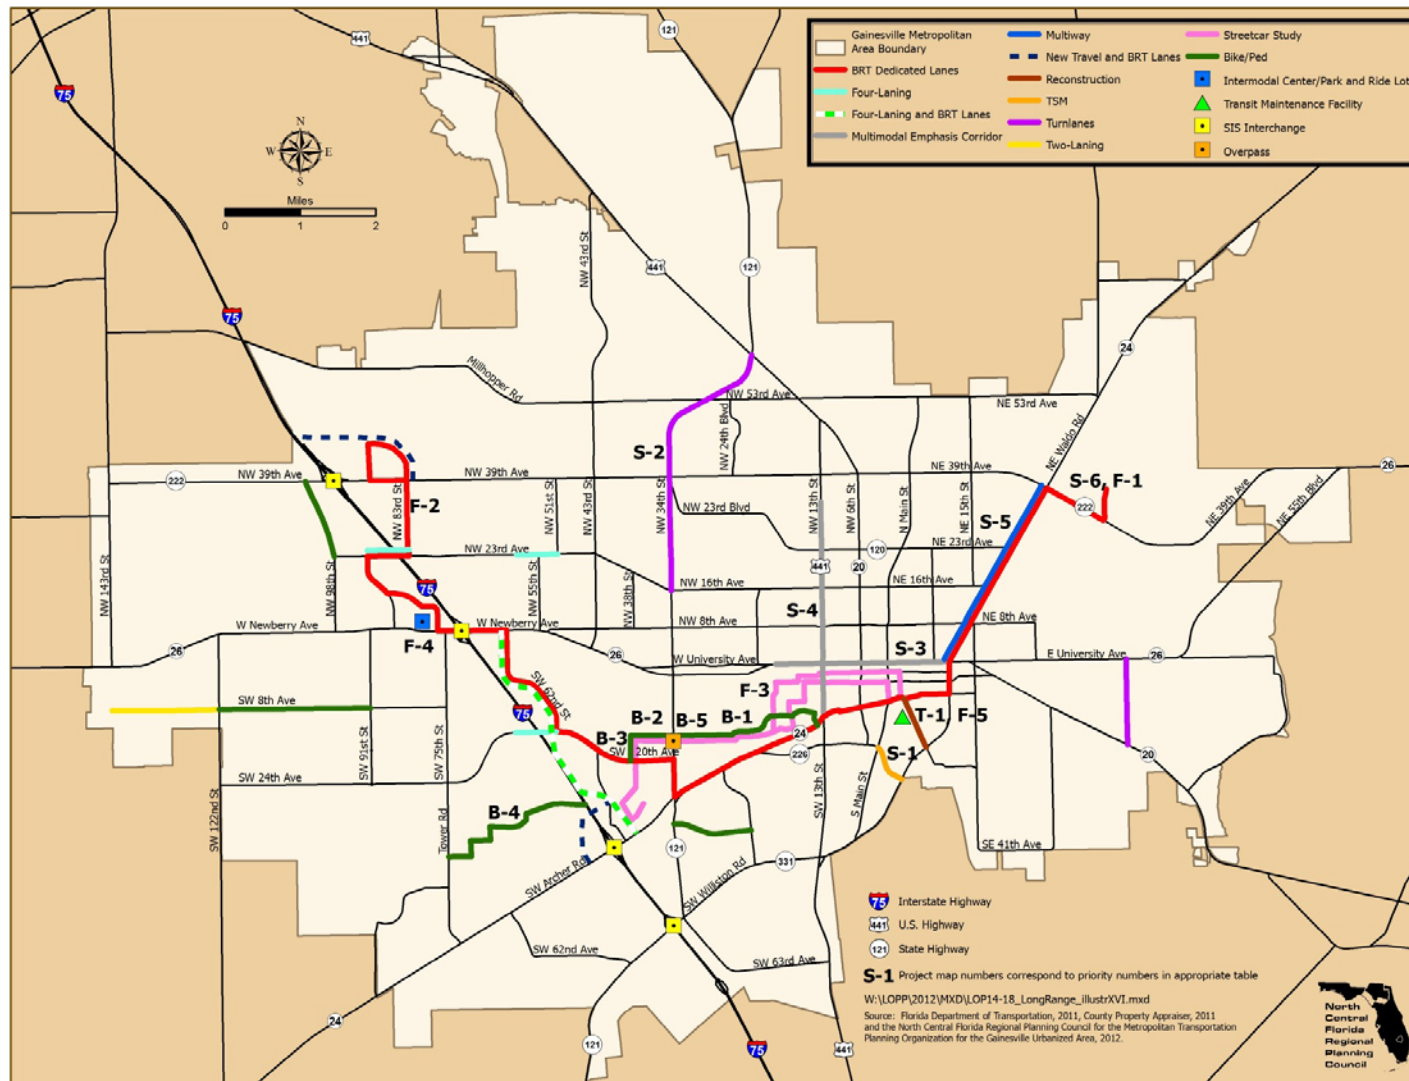 Gainesville Metropolitan
Area Boundary
BRT Dedicated Lanes
Four-Laning
Four-Laning and BRT Lanes
Multimodal Emphasis Corridor
Multiway
New Travel and BRT Lanes
Reconstruction
TSM
Turnlanes
Two-Laning
Streetcar Study
Bike/Ped
Intermodal Center/Park and Ride Lot
Transit Maintenance Facility
SIS Interchange
Overpass
441
121
75
N
W E
S
Miles
0 1 2
NW 43rd St
441
121
75
24
Millhopper Rd
NW 53rd Ave
NE 53rd Ave
NW 24th Blvd
NE Waldo Rd
S-2
222
NW 39th Ave
NW 39th Ave
NE 39th Ave
26
S-6, F-1
222
NE 39th Ave
NE 55th Blvd
NW 83rd St
F-2
NW 51st St
NW 43rd St
NW 34th St
NW 23rd Blvd
NW 13th St
NW 6th St
N Main St
NE 15th St
S-5
NW 143rd St
NW 98th St
NW 23rd Ave
120
NE 23rd Ave
441
20
75
NW 55th St
NW 38th St
NW 16th Ave
NE 16th Ave
S-4
W Newberry Ave
W Newberry Ave
NW 8th Ave
NE 8th Ave
F-4
26
26
W University Ave
S-3
E University Ave
26
SW 8th Ave
SW 62nd St
F-3
75
B-2
B-5
B-1
T-1
F-5
SW 91st St
SW 75th St
B-3
SW 20th Ave
24
226
S-1
20
SW 24th Ave
SW 122nd St
Tower Rd
B-4
SW 13th St
S Main St
121
SE 41th Ave
331
SW Archer Rd
SW Williston Rd
SW 62nd Ave
SW 63rd Ave
24
121
75
441
75 Interstate Highway
441 U.S. Highway
121 State Highway
S-1 Project map numbers correspond to priority numbers in appropriate table
W:\LOPP\2012\MXD\LOP14-18_LongRange_illustrXVI.mxd
Source: Florida Department of Transportation, 2011, County Property Appraiser, 2011
and the North Central Florida Regional Planning Council for the Metropolitan Transportation
Planning Organization for the Gainesville Urbanized Area, 2012.
North
Central
Florida
Regional
Planning
Council